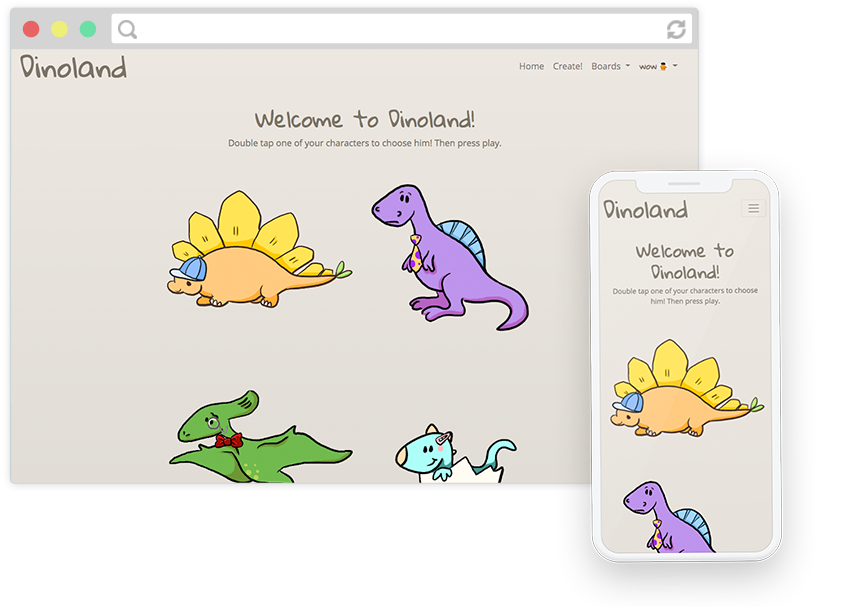 Dinoland
Home Create! Boards wow
Welcome to Dinoland!
Double tap one of your characters to choose him! Then press play.
Dinoland
Welcome to
Dinoland!
Double tap one of your characters to choose
him! Then press play.